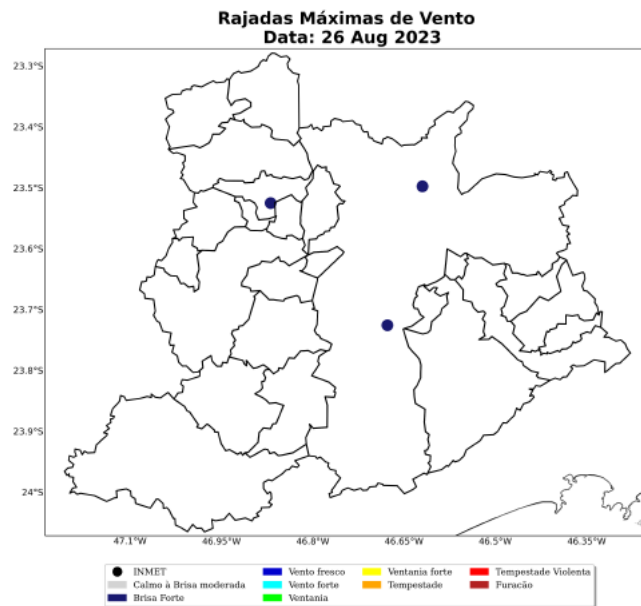 Rajadas Máximas de Vento
Data: 26 Aug 2023
23.3°S
23.4°S
23.5°S
23.6°S
23.7°S
23.8°S
23.9°S
24°S
47.1°W 46.95°W 46.8°W 46.65°W 46.5°W 46.35°W
INMET Vento fresco Ventania forte Tempestade Violenta
Calmo à Brisa moderada Vento forte Tempestade Furacão
Brisa Forte Ventania